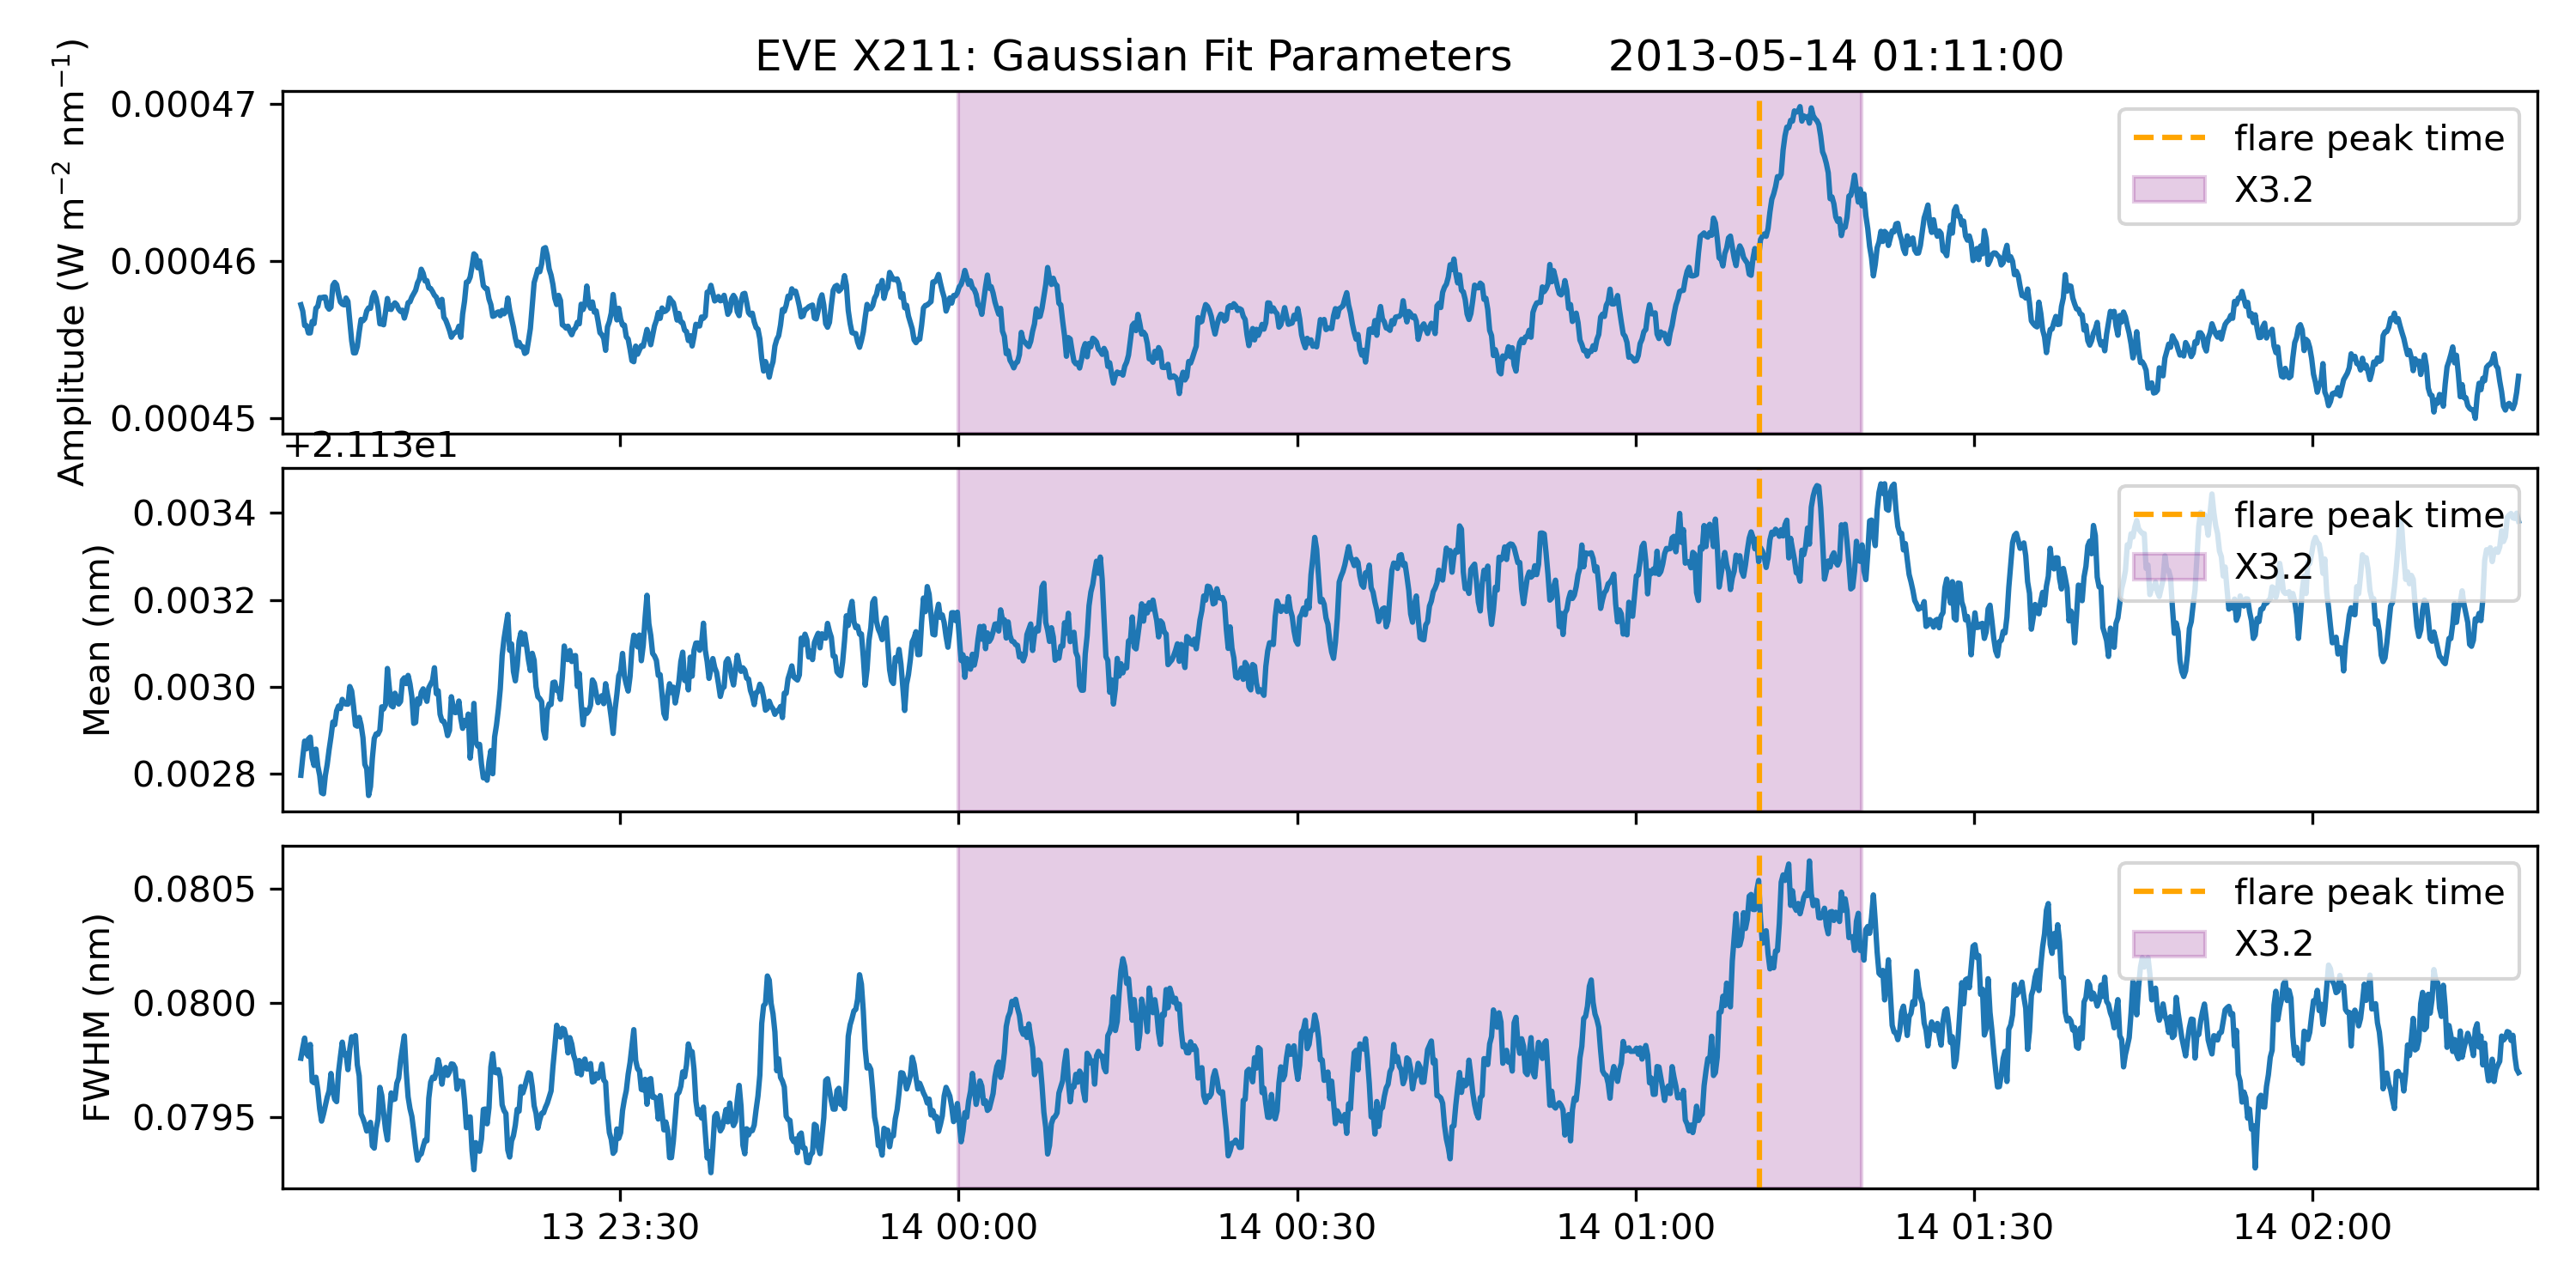 EVE X211: Gaussian Fit Parameters 2013-05-14 01:11:00
Amplitude (W m⁻² nm⁻¹)
0.00047
0.00046
0.00045
flare peak time
X3.2
+2.113e1
Mean (nm)
0.0034
0.0032
0.0030
0.0028
flare peak time
X3.2
FWHM (nm)
0.0805
0.0800
0.0795
flare peak time
X3.2
13 23:30 14 00:00 14 00:30 14 01:00 14 01:30 14 02:00